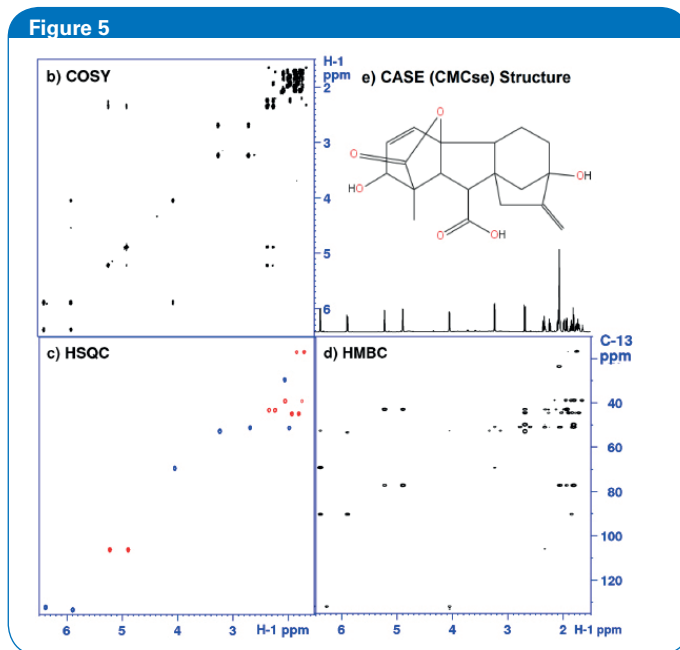 Figure 5
b) COSY
H-1
ppm
2
3
4
5
6
e) CASE (CMCse) Structure
O
O
HO
OH
O
OH
c) HSQC
6 5 4 3 H-1 ppm
d) HMBC
C-13
ppm
40
60
80
100
120
6 5 4 3 2 H-1 ppm